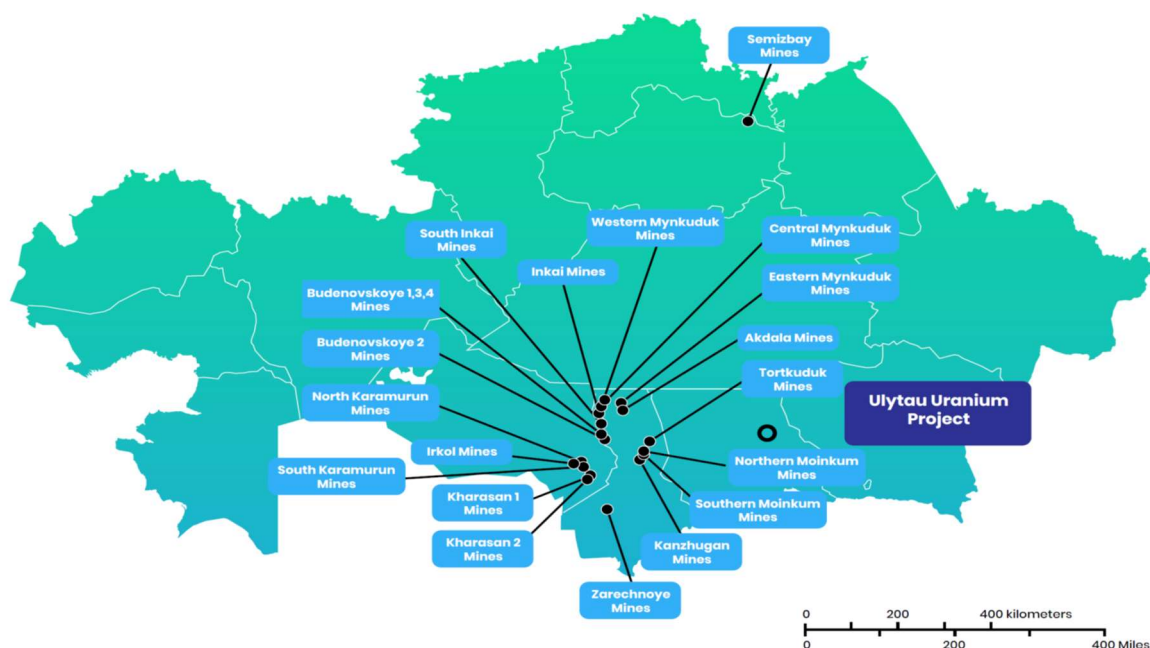 Semizbay
Mines
Western Mynkuduk
Mines
South Inkai
Mines
Central Mynkuduk
Mines
Inkai Mines
Eastern Mynkuduk
Mines
Budenovskoye 1,3,4
Mines
Budenovskoye 2
Mines
Akdala Mines
Tortkuduk
Mines
North Karamurun
Mines
Ulytau Uranium
Project
Irkol Mines
South Karamurun
Mines
Northern Moinkum
Mines
Kharasan 1
Mines
Southern Moinkum
Mines
Kharasan 2
Mines
Kanzhugan
Mines
Zarechnoye
Mines
0 200 400 kilometers
0 200 400 Miles